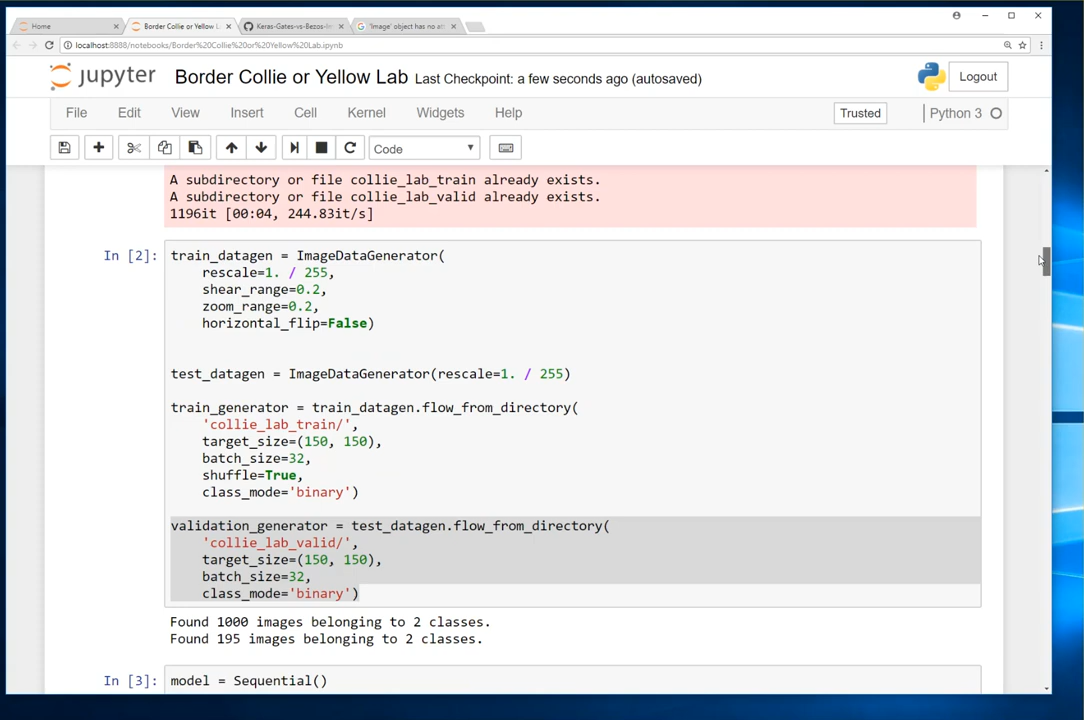 Home
Border Collie or Yellow L
Keras-Gates-vs-Bezos-In
'Image' object has no at
localhost:8888/notebooks/Border%20Collie%20or%20Yellow%20Lab.ipynb
jupyter Border Collie or Yellow Lab Last Checkpoint: a few seconds ago (autosaved)
Logout
File Edit View Insert Cell Kernel Widgets Help
Trusted Python 3
Code
A subdirectory or file collie_lab_train already exists.
A subdirectory or file collie_lab_valid already exists.
1196it [00:04, 244.83it/s]
In [2]: train_datagen = ImageDataGenerator(
rescale=1. / 255,
shear_range=0.2,
zoom_range=0.2,
horizontal_flip=False)
test_datagen = ImageDataGenerator(rescale=1. / 255)
train_generator = train_datagen.flow_from_directory(
'collie_lab_train/',
target_size=(150, 150),
batch_size=32,
shuffle=True,
class_mode='binary')
validation_generator = test_datagen.flow_from_directory(
'collie_lab_valid/',
target_size=(150, 150),
batch_size=32,
class_mode='binary')
Found 1000 images belonging to 2 classes.
Found 195 images belonging to 2 classes.
In [3]: model = Sequential()